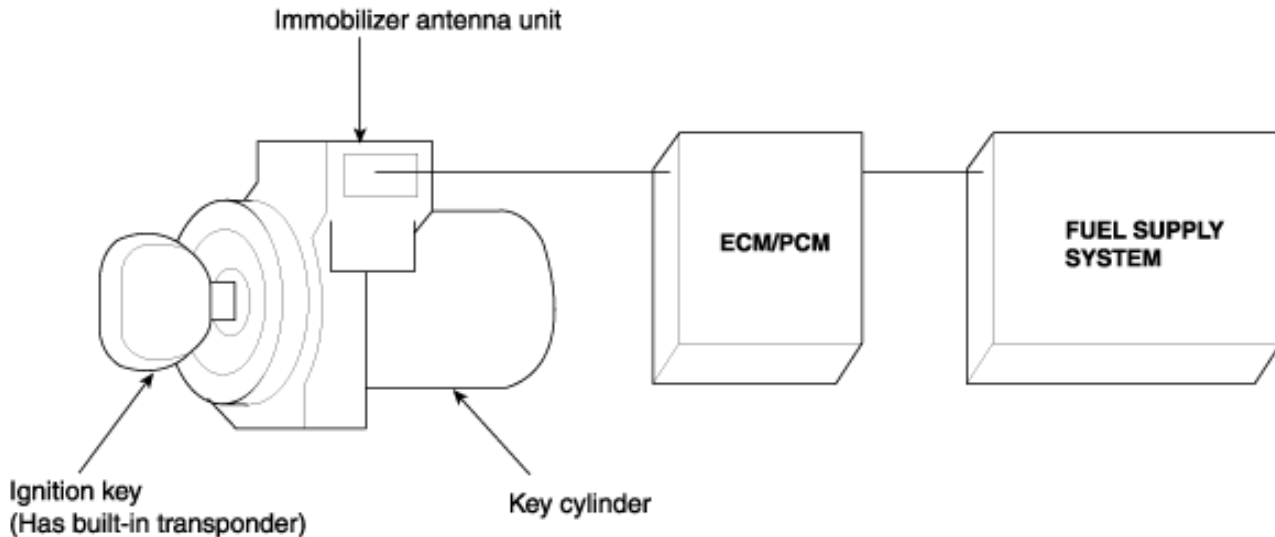 Immobilizer antenna unit
ECM/PCM
FUEL SUPPLY
SYSTEM
Ignition key
(Has built-in transponder)
Key cylinder